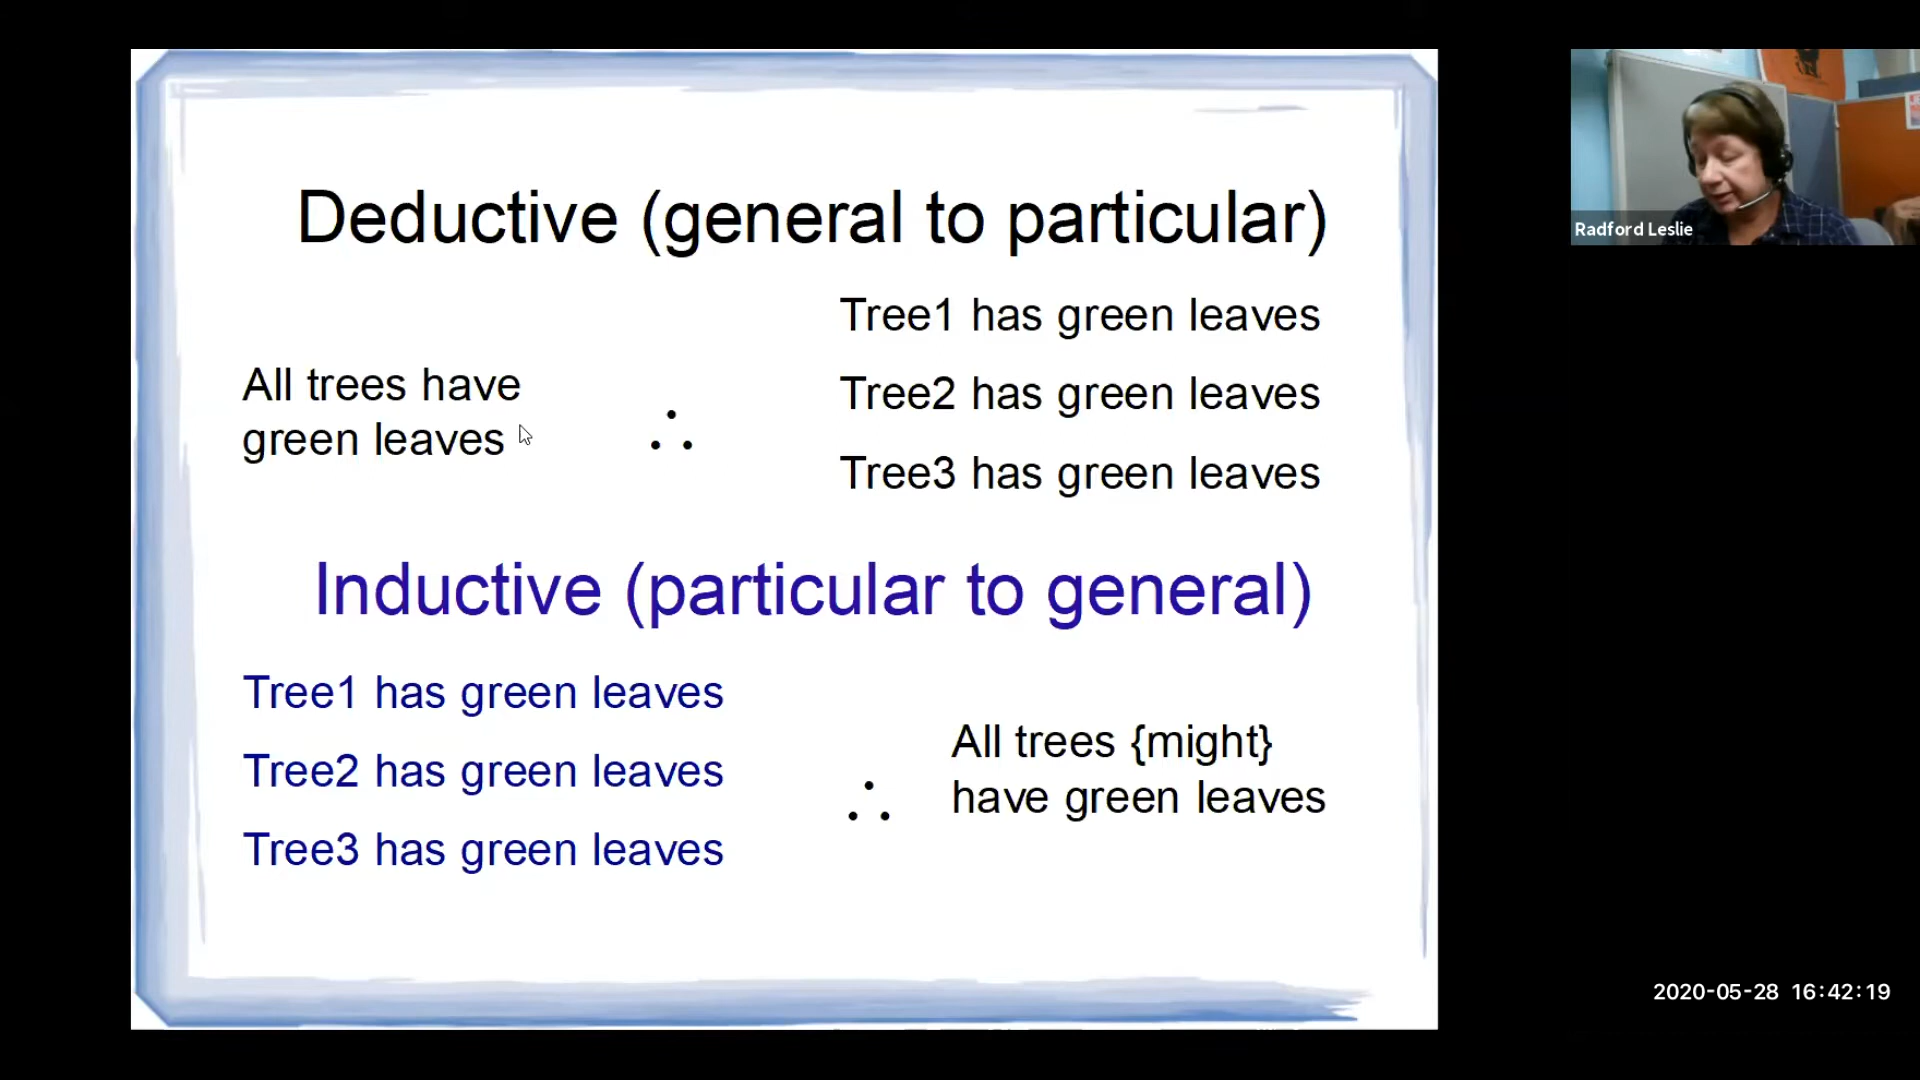 Deductive (general to particular)
Tree1 has green leaves
All trees have
green leaves
∴
Tree2 has green leaves
Tree3 has green leaves
Inductive (particular to general)
Tree1 has green leaves
Tree2 has green leaves
Tree3 has green leaves
∴
All trees {might}
have green leaves
Radford Leslie
2020-05-28 16:42:19